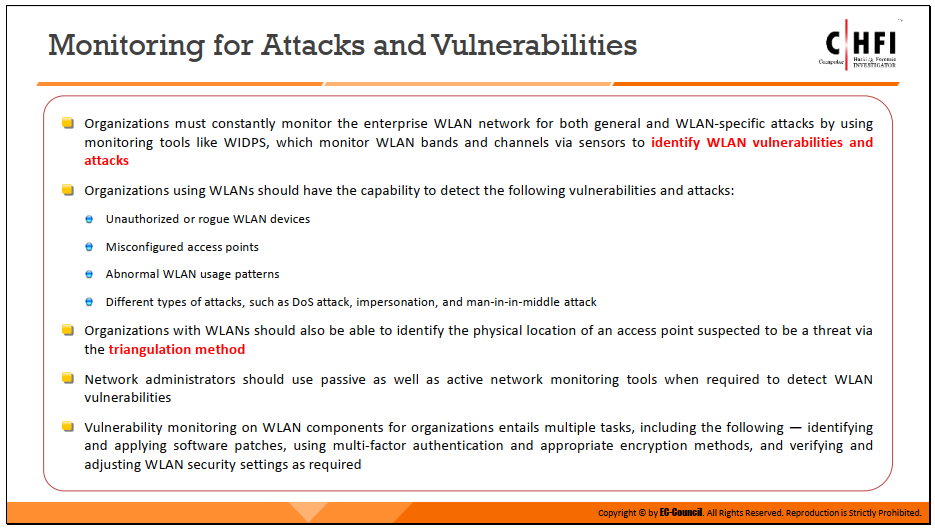 Monitoring for Attacks and Vulnerabilities
CHFI
Computer Hacking Forensic
INVESTIGATOR
Organizations must constantly monitor the enterprise WLAN network for both general and WLAN-specific attacks by using
monitoring tools like WIDPS, which monitor WLAN bands and channels via sensors to identify WLAN vulnerabilities and
attacks
Organizations using WLANs should have the capability to detect the following vulnerabilities and attacks:
Unauthorized or rogue WLAN devices
Misconfigured access points
Abnormal WLAN usage patterns
Different types of attacks, such as DoS attack, impersonation, and man-in-in-middle attack
Organizations with WLANs should also be able to identify the physical location of an access point suspected to be a threat via
the triangulation method
Network administrators should use passive as well as active network monitoring tools when required to detect WLAN
vulnerabilities
Vulnerability monitoring on WLAN components for organizations entails multiple tasks, including the following — identifying
and applying software patches, using multi-factor authentication and appropriate encryption methods, and verifying and
adjusting WLAN security settings as required
Copyright © by EC-Council. All Rights Reserved. Reproduction is Strictly Prohibited.